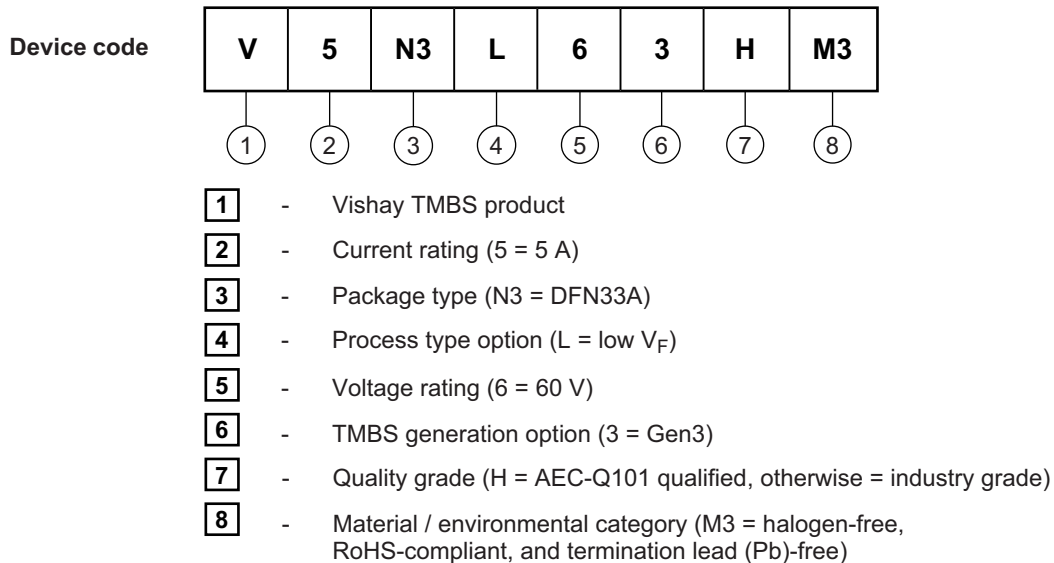 Device code V 5 N3 L 6 3 H M3
1 2 3 4 5 6 7 8
1 - Vishay TMBS product
2 - Current rating (5 = 5 A)
3 - Package type (N3 = DFN33A)
4 - Process type option (L = low VF)
5 - Voltage rating (6 = 60 V)
6 - TMBS generation option (3 = Gen3)
7 - Quality grade (H = AEC-Q101 qualified, otherwise = industry grade)
8 - Material / environmental category (M3 = halogen-free,
RoHS-compliant, and termination lead (Pb)-free)